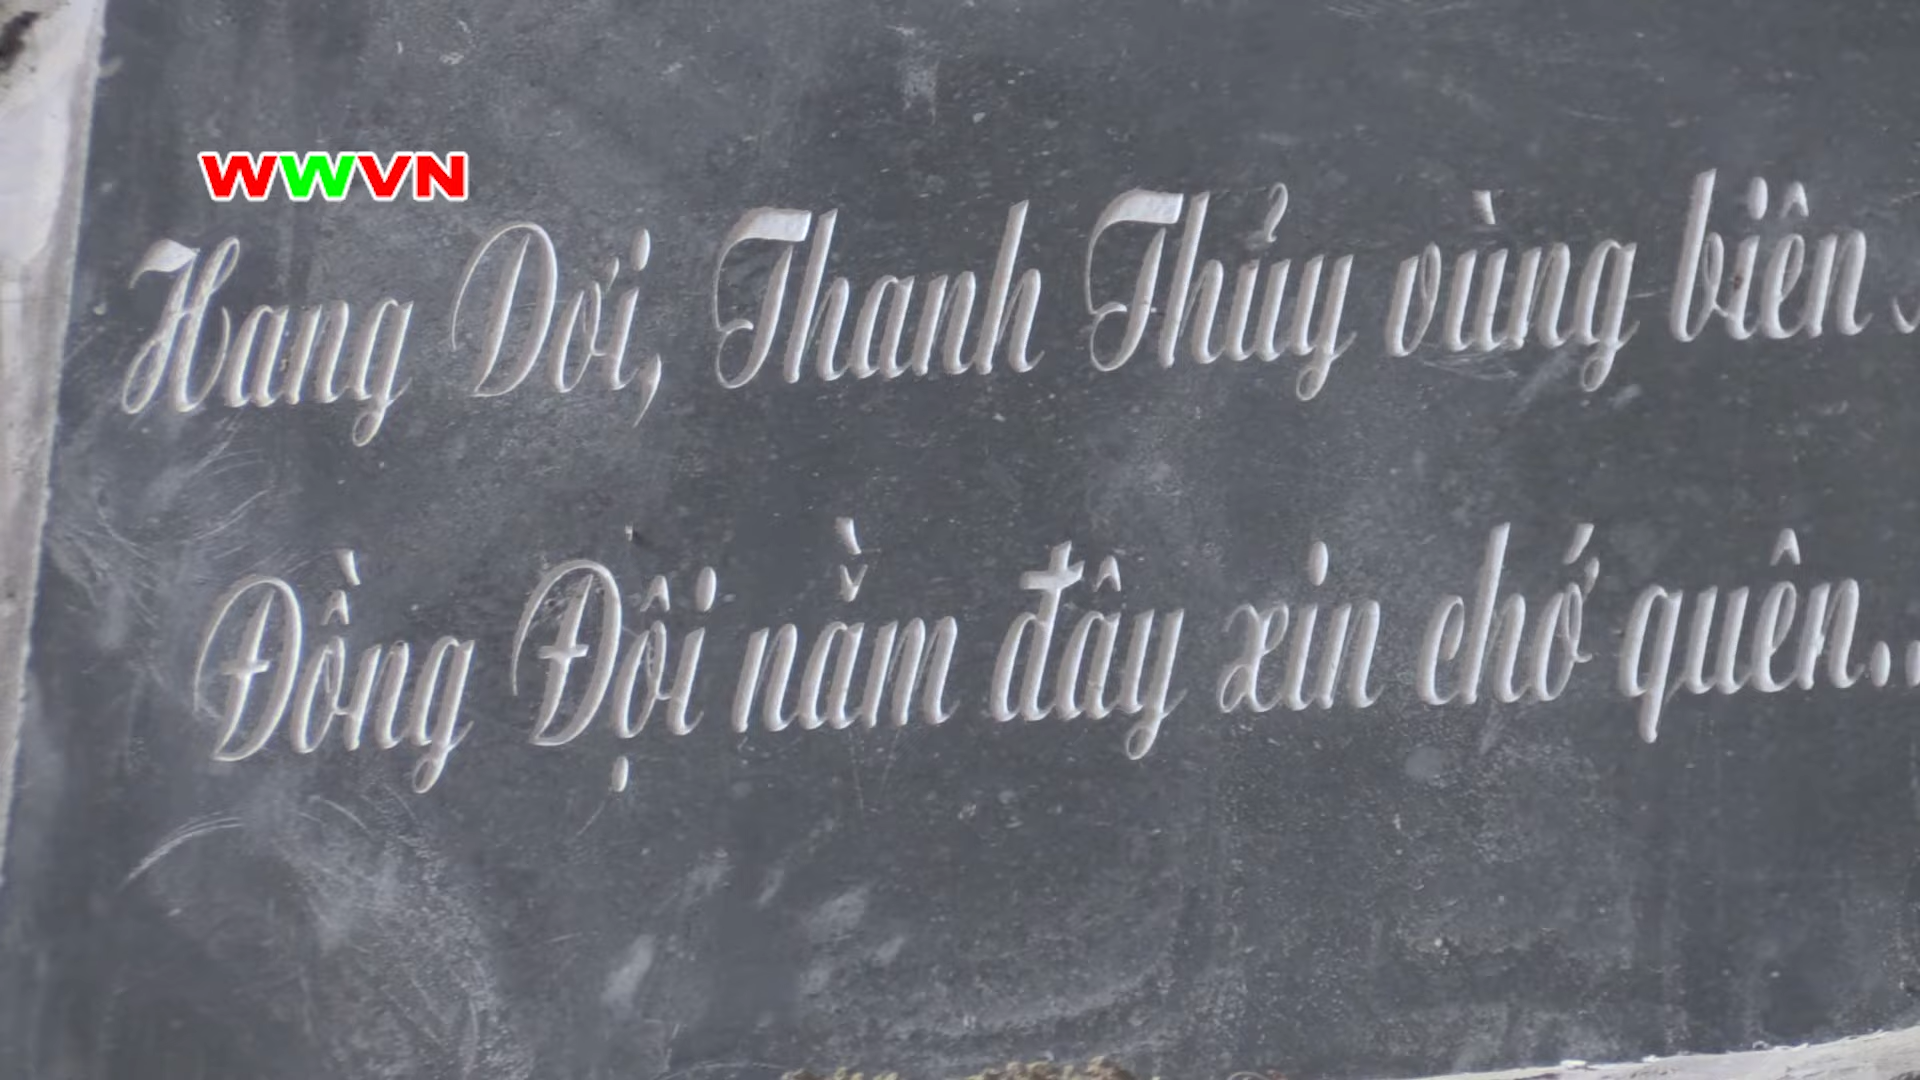 WWVN
Hang Dơi, Thanh Thủy vùng biên
Đồng Đội nằm đây xin chớ quên..